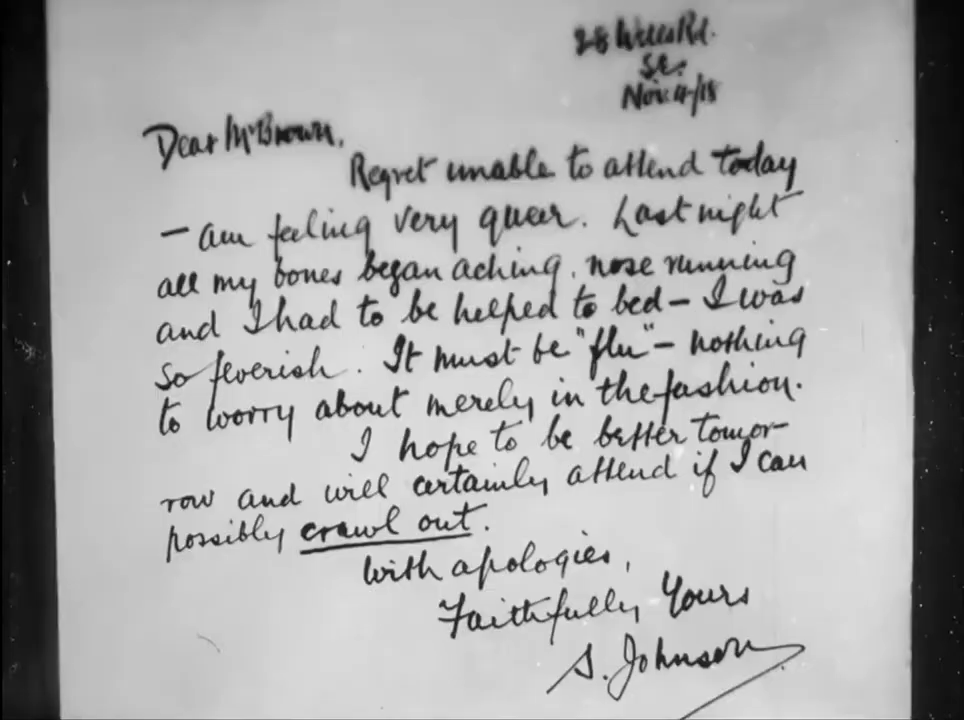 28 Wells Rd.
S.E.
Nov. 4/18
Dear Mr Brown,
Regret unable to attend today
— am feeling very queer. Last night
all my bones began aching, nose running
and I had to be helped to bed — I was
so feverish. It must be "flu" — nothing
to worry about merely in the fashion.
I hope to be better tomor-
row and will certainly attend if I can
possibly crawl out.
With apologies,
Faithfully Yours
S. Johnson